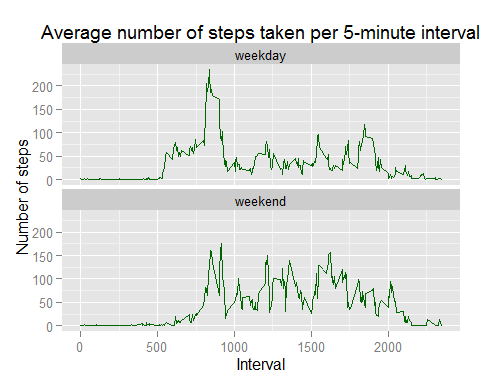 Average number of steps taken per 5-minute interval
weekday
200
150
100
50
0
weekend
200
150
100
50
0
Number of steps
0 500 1000 1500 2000
Interval